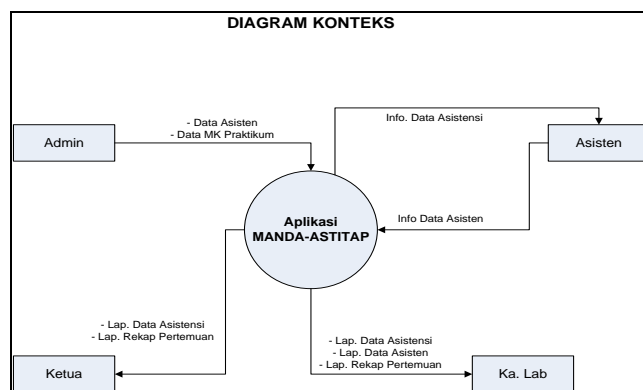 DIAGRAM KONTEKS
- Data Asisten
- Data MK Praktikum
Info. Data Asistensi
Admin
Asisten
Aplikasi
MANDA-ASTITAP
Info Data Asisten
- Lap. Data Asistensi
- Lap. Rekap Pertemuan
- Lap. Data Asistensi
- Lap. Data Asisten
- Lap. Rekap Pertemuan
Ketua
Ka. Lab